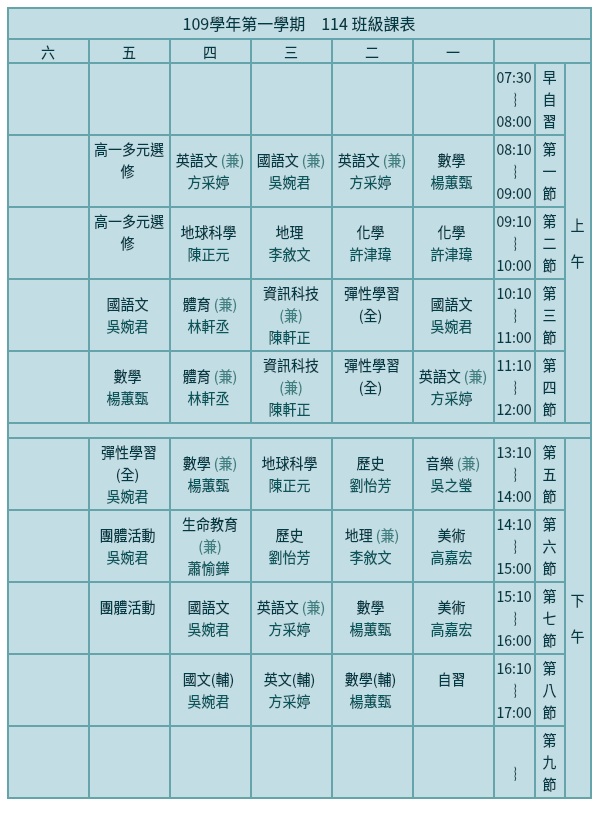 109學年第一學期 114 班級課表
六 五 四 三 二 一
07:30 ~ 08:00 早自習
上午
高一多元選修 英語文 (兼) 方采婷 國語文 (兼) 吳婉君 英語文 (兼) 方采婷 數學 楊蕙甄 08:10 ~ 09:00 第一節
高一多元選修 地球科學 陳正元 地理 李敘文 化學 許津瑋 化學 許津瑋 09:10 ~ 10:00 第二節
國語文 吳婉君 體育 (兼) 林軒丞 資訊科技 (兼) 陳軒正 彈性學習 (全) 國語文 吳婉君 10:10 ~ 11:00 第三節
數學 楊蕙甄 體育 (兼) 林軒丞 資訊科技 (兼) 陳軒正 彈性學習 (全) 英語文 (兼) 方采婷 11:10 ~ 12:00 第四節
彈性學習 (全) 吳婉君 數學 (兼) 楊蕙甄 地球科學 陳正元 歷史 劉怡芳 音樂 (兼) 吳之瑩 13:10 ~ 14:00 第五節
下午
團體活動 吳婉君 生命教育 (兼) 蕭愉鏵 歷史 劉怡芳 地理 (兼) 李敘文 美術 高嘉宏 14:10 ~ 15:00 第六節
團體活動 國語文 吳婉君 英語文 (兼) 方采婷 數學 楊蕙甄 美術 高嘉宏 15:10 ~ 16:00 第七節
國文(輔) 吳婉君 英文(輔) 方采婷 數學(輔) 楊蕙甄 自習 16:10 ~ 17:00 第八節
~ 第九節